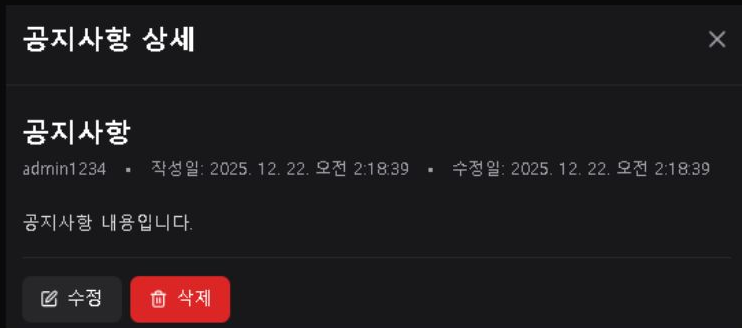 공지사항 상세
공지사항
admin1234 • 작성일: 2025. 12. 22. 오전 2:18:39 • 수정일: 2025. 12. 22. 오전 2:18:39
공지사항 내용입니다.
수정 삭제